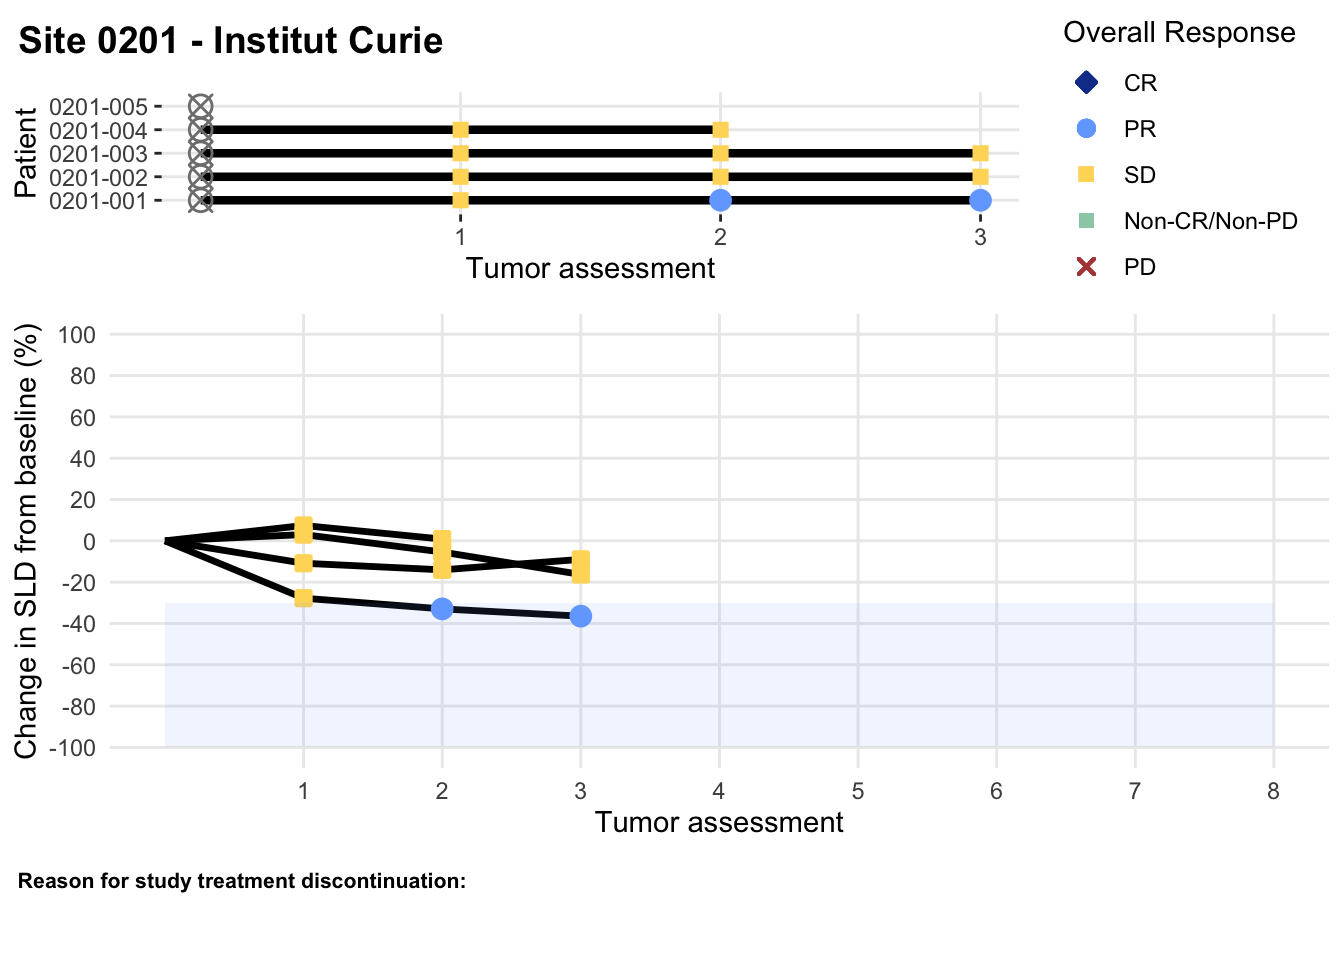 Site 0201 - Institut Curie
Patient
0201-005
0201-004
0201-003
0201-002
0201-001
1 2 3
Tumor assessment
Overall Response
CR
PR
SD
Non-CR/Non-PD
PD
Change in SLD from baseline (%)
100
80
60
40
20
0
-20
-40
-60
-80
-100
1 2 3 4 5 6 7 8
Tumor assessment
Reason for study treatment discontinuation: